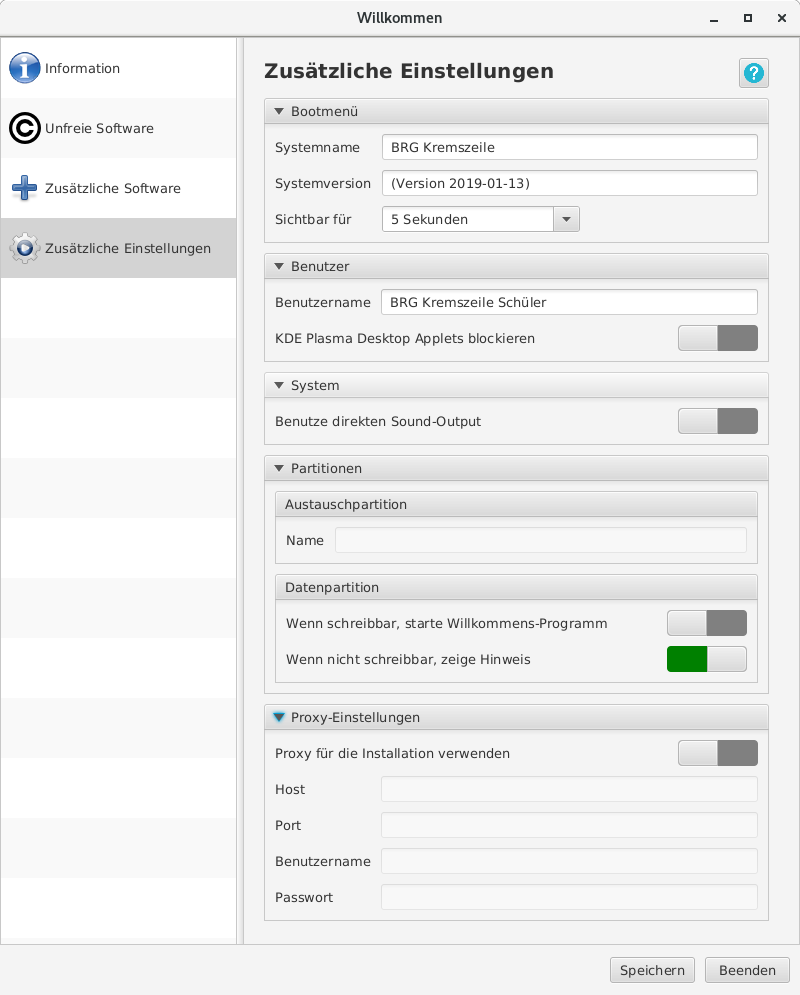 Willkommen
Information
Unfreie Software
Zusätzliche Software
Zusätzliche Einstellungen
Zusätzliche Einstellungen
?
Bootmenü
Systemname BRG Kremszeile
Systemversion (Version 2019-01-13)
Sichtbar für 5 Sekunden
Benutzer
Benutzername BRG Kremszeile Schüler
KDE Plasma Desktop Applets blockieren
System
Benutze direkten Sound-Output
Partitionen
Austauschpartition
Name
Datenpartition
Wenn schreibbar, starte Willkommens-Programm
Wenn nicht schreibbar, zeige Hinweis
Proxy-Einstellungen
Proxy für die Installation verwenden
Host
Port
Benutzername
Passwort
Speichern Beenden